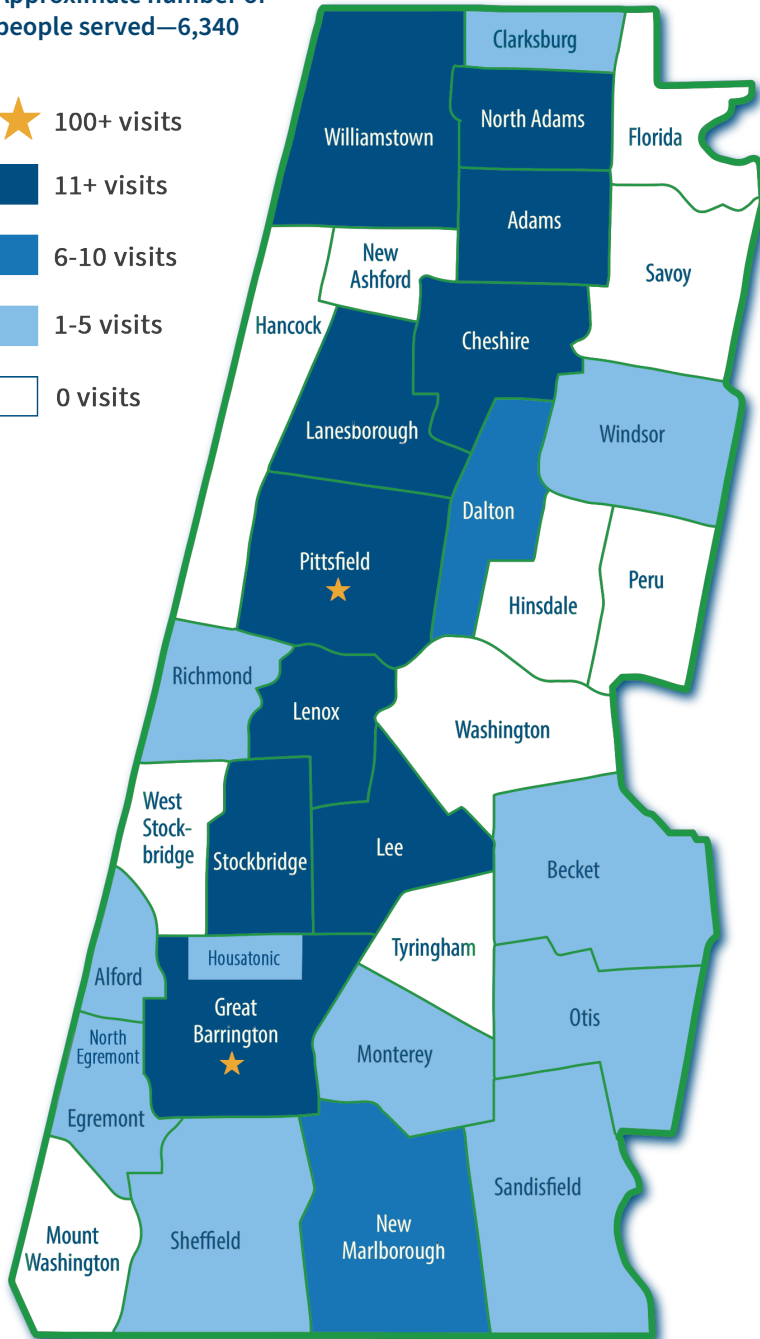 Approximate number of
people served—6,340
100+ visits
11+ visits
6-10 visits
1-5 visits
0 visits
Clarksburg
Williamstown
North Adams
Florida
Adams
New
Ashford
Savoy
Hancock
Cheshire
Lanesborough
Windsor
Dalton
Pittsfield
Hinsdale
Peru
Richmond
Lenox
Washington
West
Stock-
bridge
Stockbridge
Lee
Becket
Tyringham
Housatonic
Alford
Great
Barrington
Otis
North
Egremont
Monterey
Egremont
Sandisfield
Mount
Washington
Sheffield
New
Marlborough